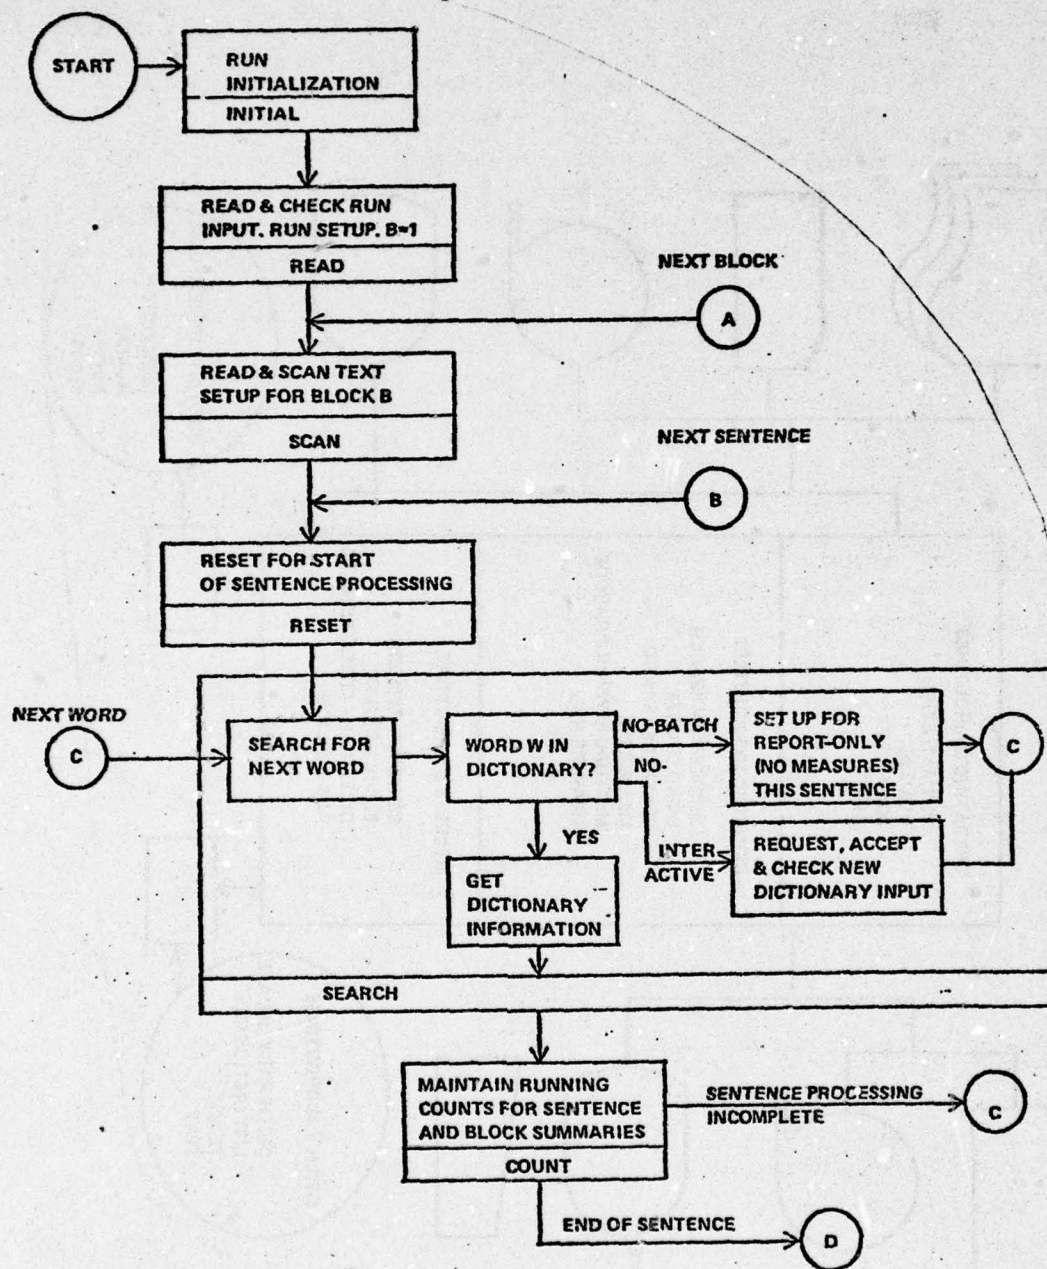 START
RUN
INITIALIZATION
INITIAL
READ & CHECK RUN
INPUT, RUN SETUP, B=1
READ
NEXT BLOCK
A
READ & SCAN TEXT
SETUP FOR BLOCK B
SCAN
NEXT SENTENCE
B
RESET FOR START
OF SENTENCE PROCESSING
RESET
NEXT WORD
C
SEARCH FOR
NEXT WORD
WORD W IN
DICTIONARY?
NO-BATCH
NO-
INTER
ACTIVE
YES
SET UP FOR
REPORT-ONLY
(NO MEASURES)
THIS SENTENCE
C
REQUEST, ACCEPT
& CHECK NEW
DICTIONARY INPUT
GET
DICTIONARY
INFORMATION
SEARCH
MAINTAIN RUNNING
COUNTS FOR SENTENCE
AND BLOCK SUMMARIES
COUNT
SENTENCE PROCESSING
INCOMPLETE
C
END OF SENTENCE
D